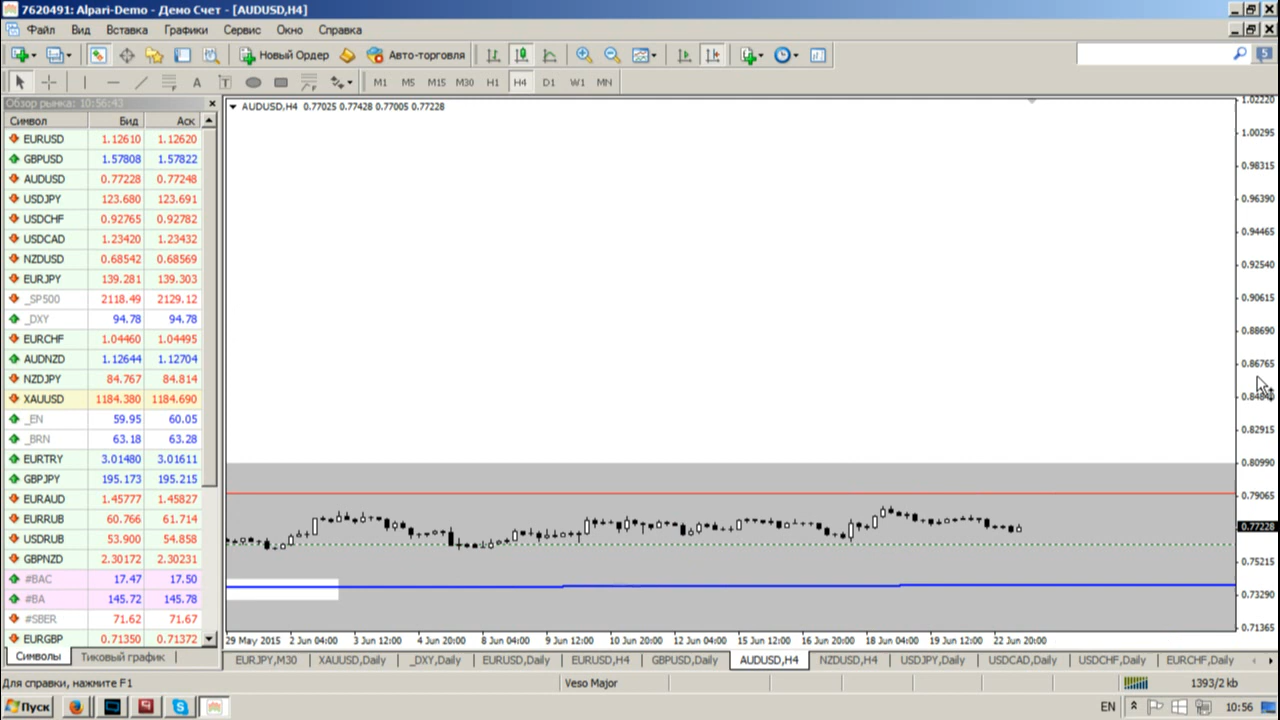 7620491: Alpari-Demo - Демо Счет - [AUDUSD,H4]
Файл Вид Вставка Графики Сервис Окно Справка
Новый Ордер Авто-торговля 5
A T M1 M5 M15 M30 H1 H4 D1 W1 MN
Обзор рынка: 10:56:43
Символ Бид Аск
EURUSD 1.12610 1.12620
GBPUSD 1.57808 1.57822
AUDUSD 0.77228 0.77248
USDJPY 123.680 123.691
USDCHF 0.92765 0.92782
USDCAD 1.23420 1.23432
NZDUSD 0.68542 0.68569
EURJPY 139.281 139.303
_SP500 2118.49 2129.12
_DXY 94.78 94.78
EURCHF 1.04460 1.04495
AUDNZD 1.12644 1.12704
NZDJPY 84.767 84.814
XAUUSD 1184.380 1184.690
_EN 59.95 60.05
_BRN 63.18 63.28
EURTRY 3.01480 3.01611
GBPJPY 195.173 195.215
EURAUD 1.45777 1.45827
EURRUB 60.766 61.714
USDRUB 53.900 54.858
GBPNZD 2.30172 2.30231
#BAC 17.47 17.50
#BA 145.72 145.78
#SBER 71.62 71.67
EURGBP 0.71350 0.71372
Символы Тиковый график
AUDUSD,H4 0.77025 0.77428 0.77005 0.77228
1.02220
1.00295
0.98315
0.96390
0.94465
0.92540
0.90615
0.88690
0.86765
0.84840
0.82915
0.80990
0.79065
0.77228
0.75215
0.73290
0.71365
29 May 2015 2 Jun 04:00 3 Jun 12:00 4 Jun 20:00 8 Jun 04:00 9 Jun 12:00 10 Jun 20:00 12 Jun 04:00 15 Jun 12:00 16 Jun 20:00 18 Jun 04:00 19 Jun 12:00 22 Jun 20:00
EURJPY,M30 XAUUSD,Daily _DXY,Daily EURUSD,Daily EURUSD,H4 GBPUSD,Daily AUDUSD,H4 NZDUSD,H4 USDJPY,Daily USDCAD,Daily USDCHF,Daily EURCHF,Daily
Для справки, нажмите F1 Veso Major 1393/2 kb
Пуск EN 10:56